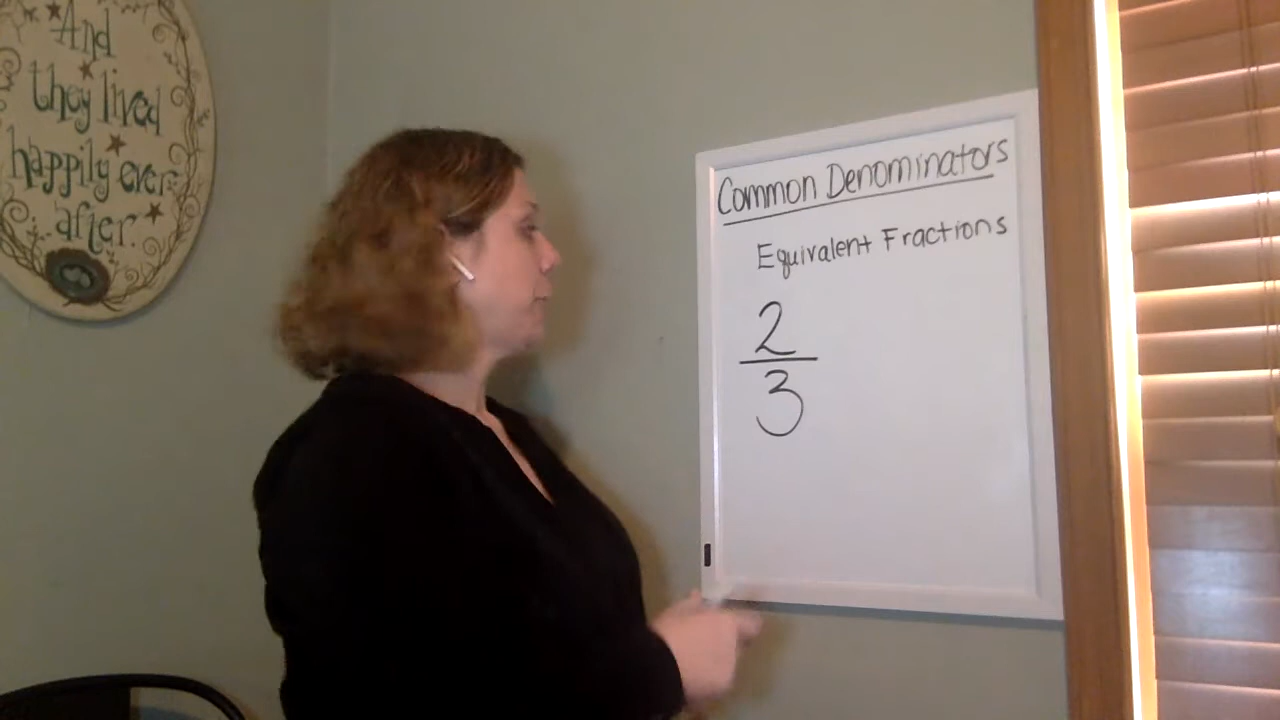 And
they lived
happily ever
after.
Common Denominators
Equivalent Fractions
2
3